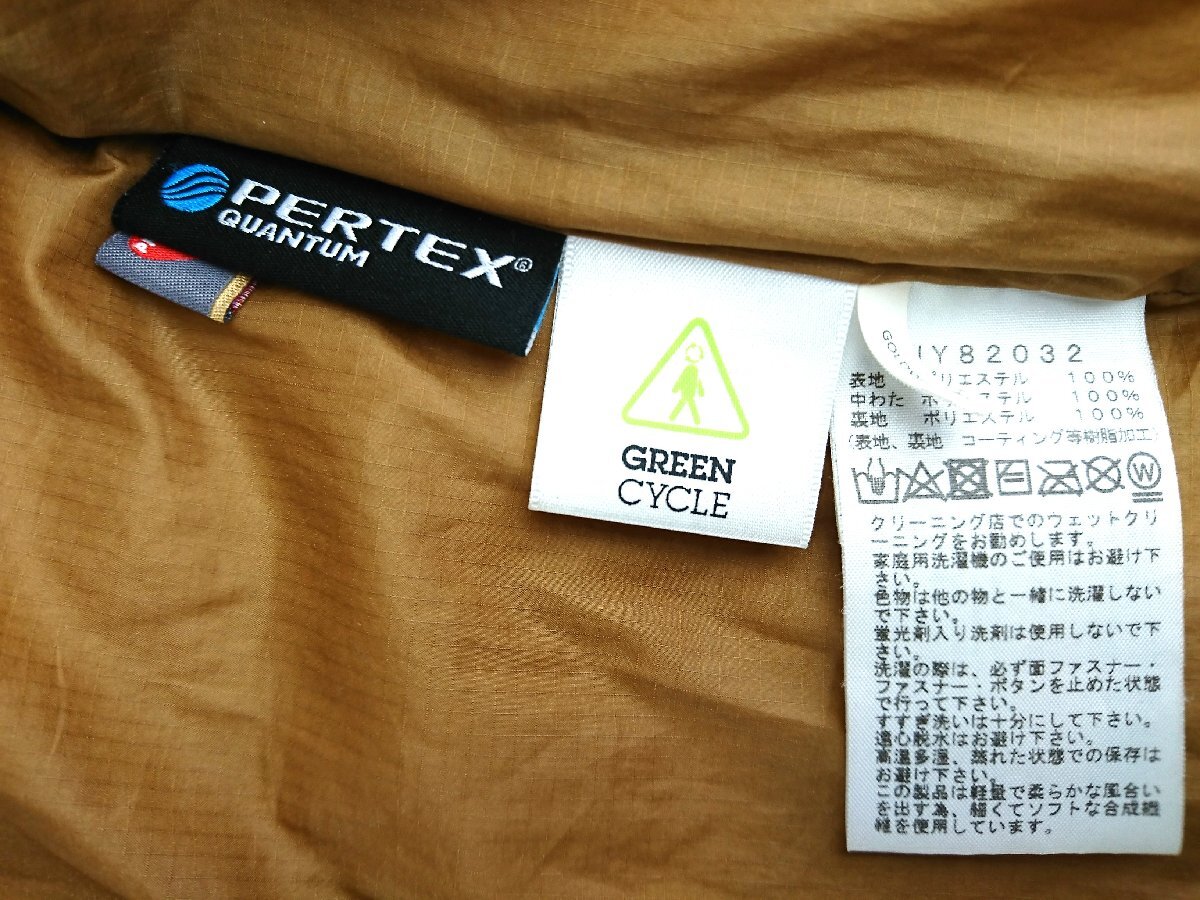 PERTEX®
QUANTUM
GREEN
CYCLE
Y82032
表地 ポリエステル 100%
中わた ポリエステル 100%
裏地 ポリエステル 100%
(表地、裏地 コーティング等樹脂加工)
W
クリーニング店でのウェットクリ
ーニングをお勧めします。
家庭用洗濯機のご使用はお避け下
さい。
色物は他の物と一緒に洗濯しない
で下さい。
蛍光剤入り洗剤は使用しないで下
さい。
洗濯の際は、必ず面ファスナー・
ファスナー・ボタンを止めた状態
で行って下さい。
すすぎ洗いは十分にして下さい。
遠心脱水はお避け下さい。
高温多湿、蒸れた状態での保存は
お避け下さい。
この製品は軽量で柔らかな風合い
を出す為、細くてソフトな合成繊
維を使用しています。